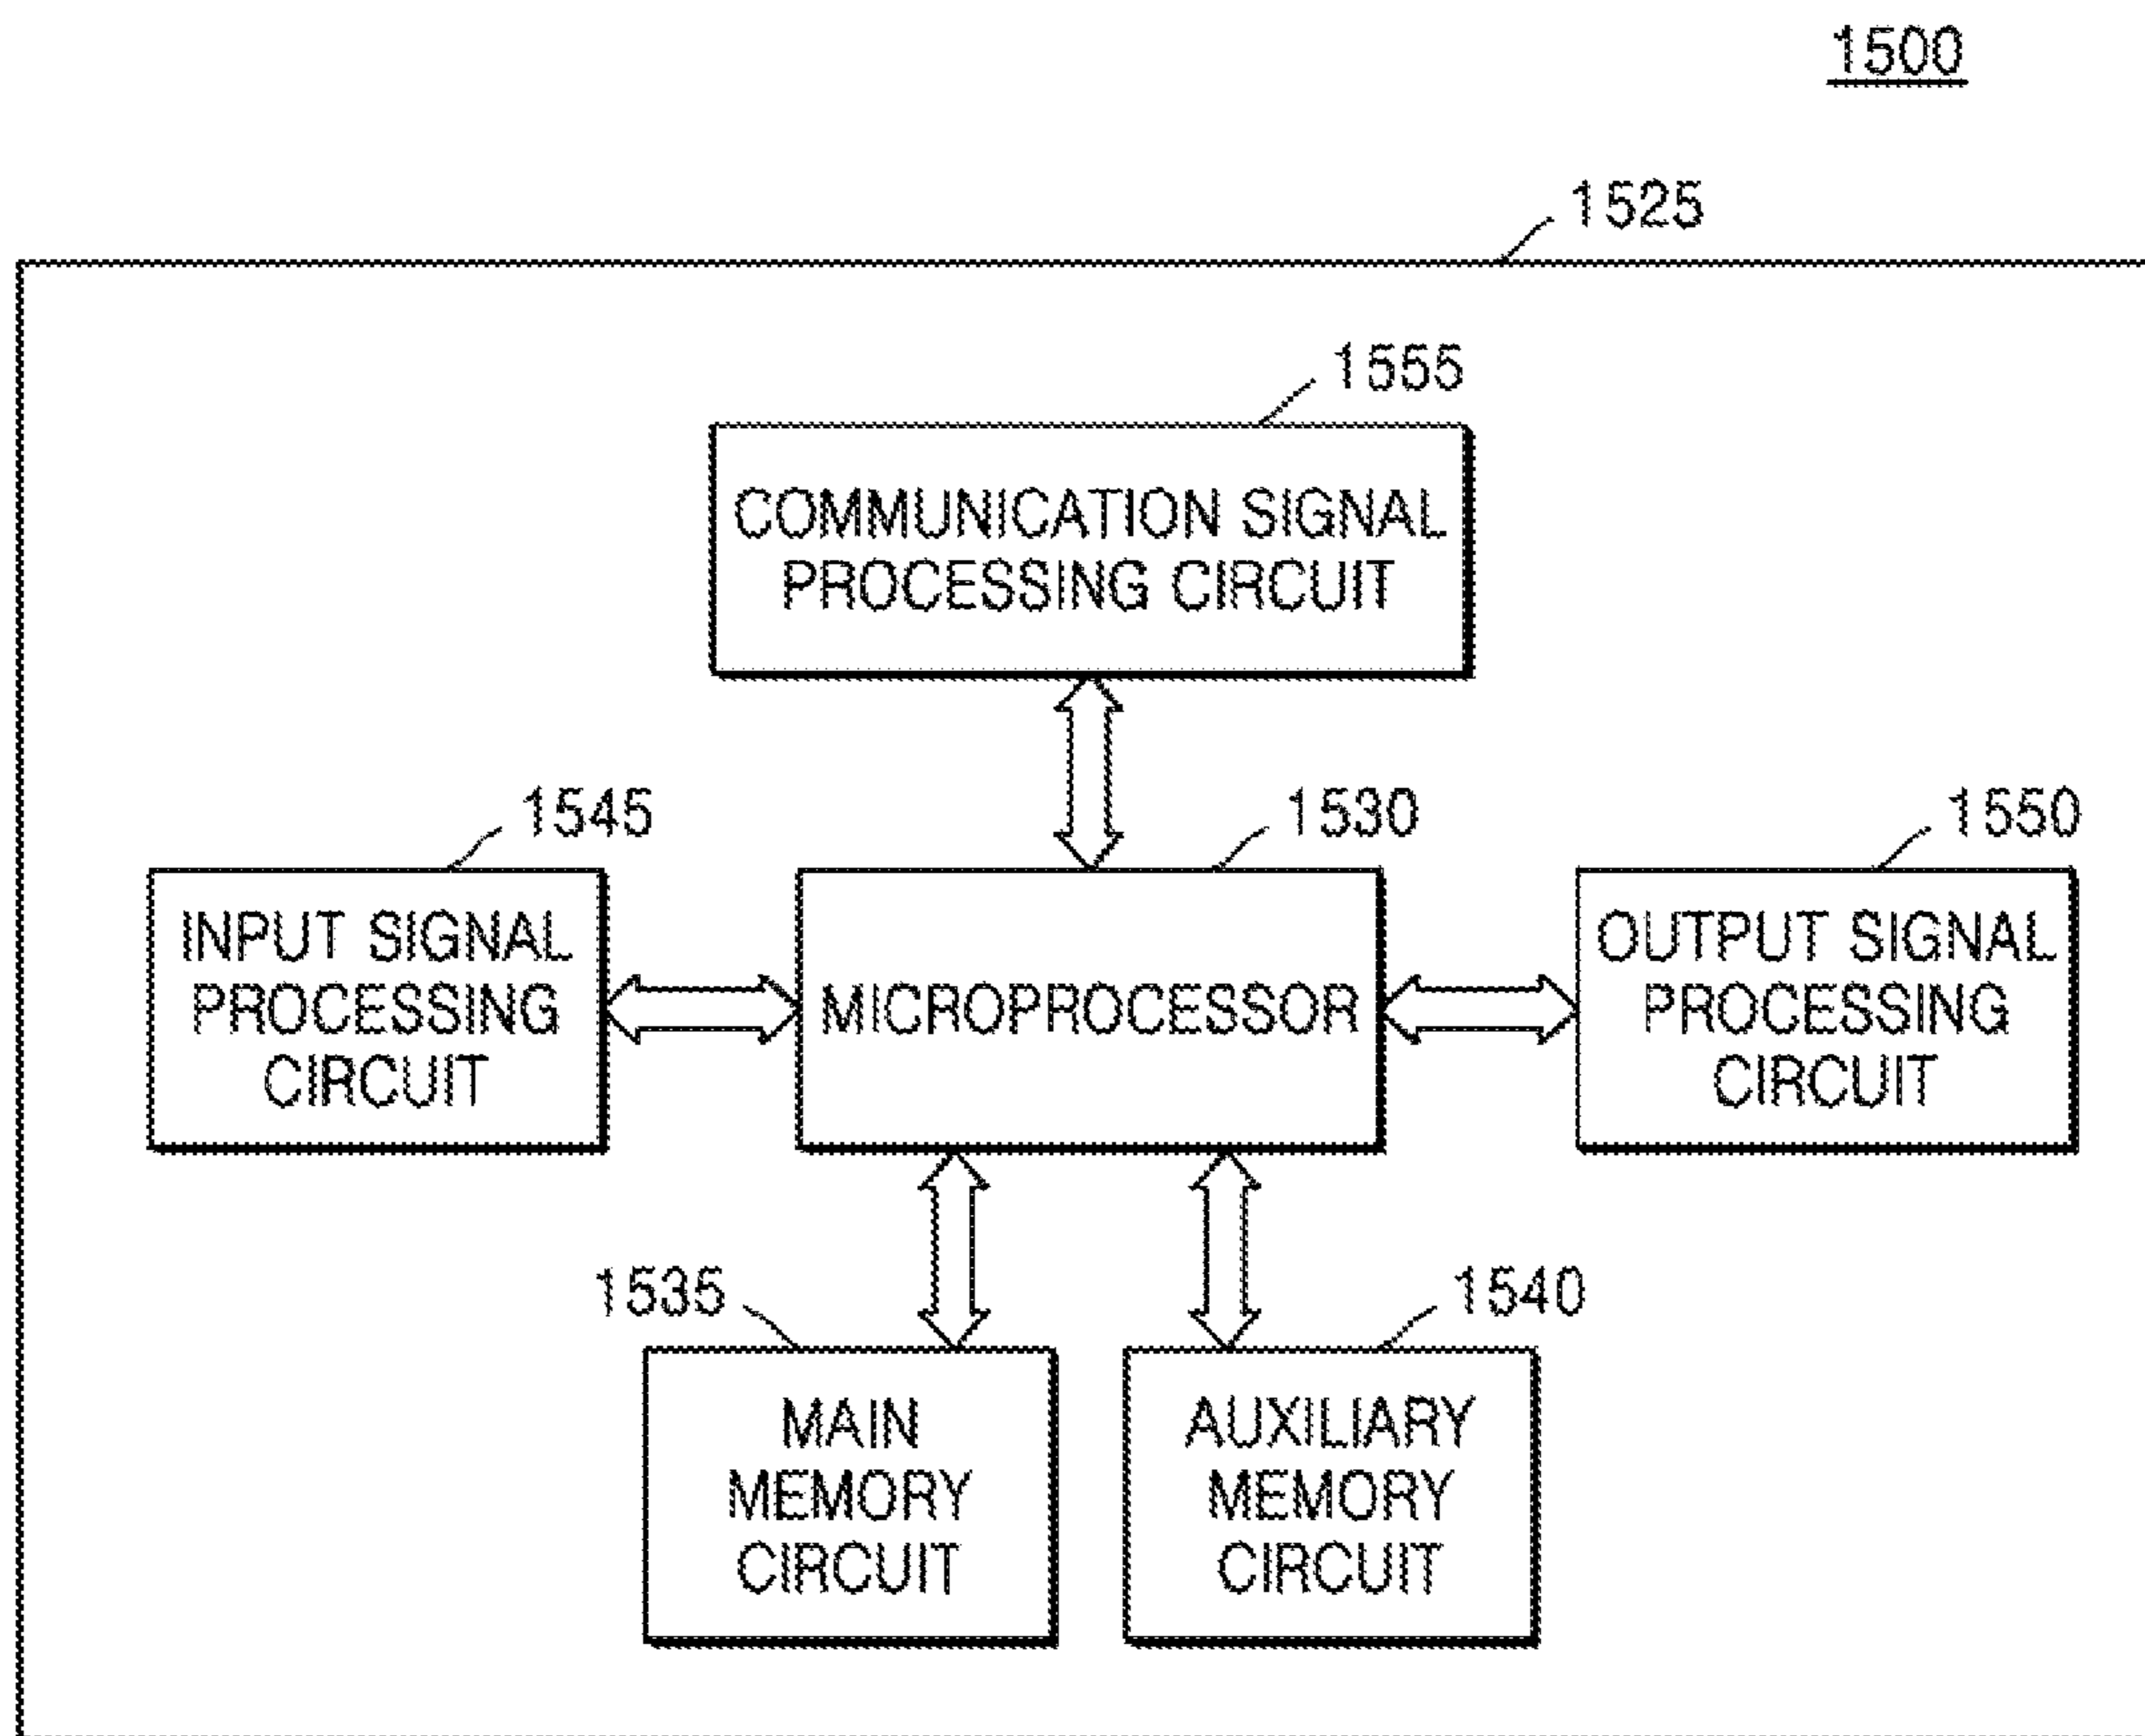 1500
1525
1555
COMMUNICATION SIGNAL
PROCESSING CIRCUIT
1545
1530
1550
INPUT SIGNAL
PROCESSING
CIRCUIT
MICROPROCESSOR
OUTPUT SIGNAL
PROCESSING
CIRCUIT
1535
1540
MAIN
MEMORY
CIRCUIT
AUXILIARY
MEMORY
CIRCUIT